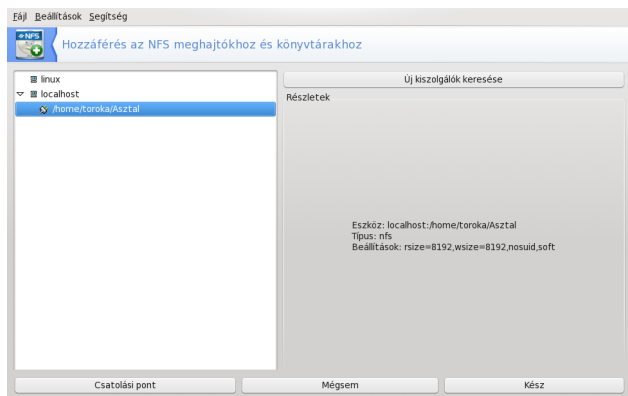 Fájl Beállítások Segítség
NFS
Hozzáférés az NFS meghajtókhoz és könyvtárakhoz
linux
localhost
/home/toroka/Asztal
Új kiszolgálók keresése
Részletek
Eszköz: localhost:/home/toroka/Asztal
Típus: nfs
Beállítások: rsize=8192,wsize=8192,nosuid,soft
Csatolási pont
Mégsem
Kész